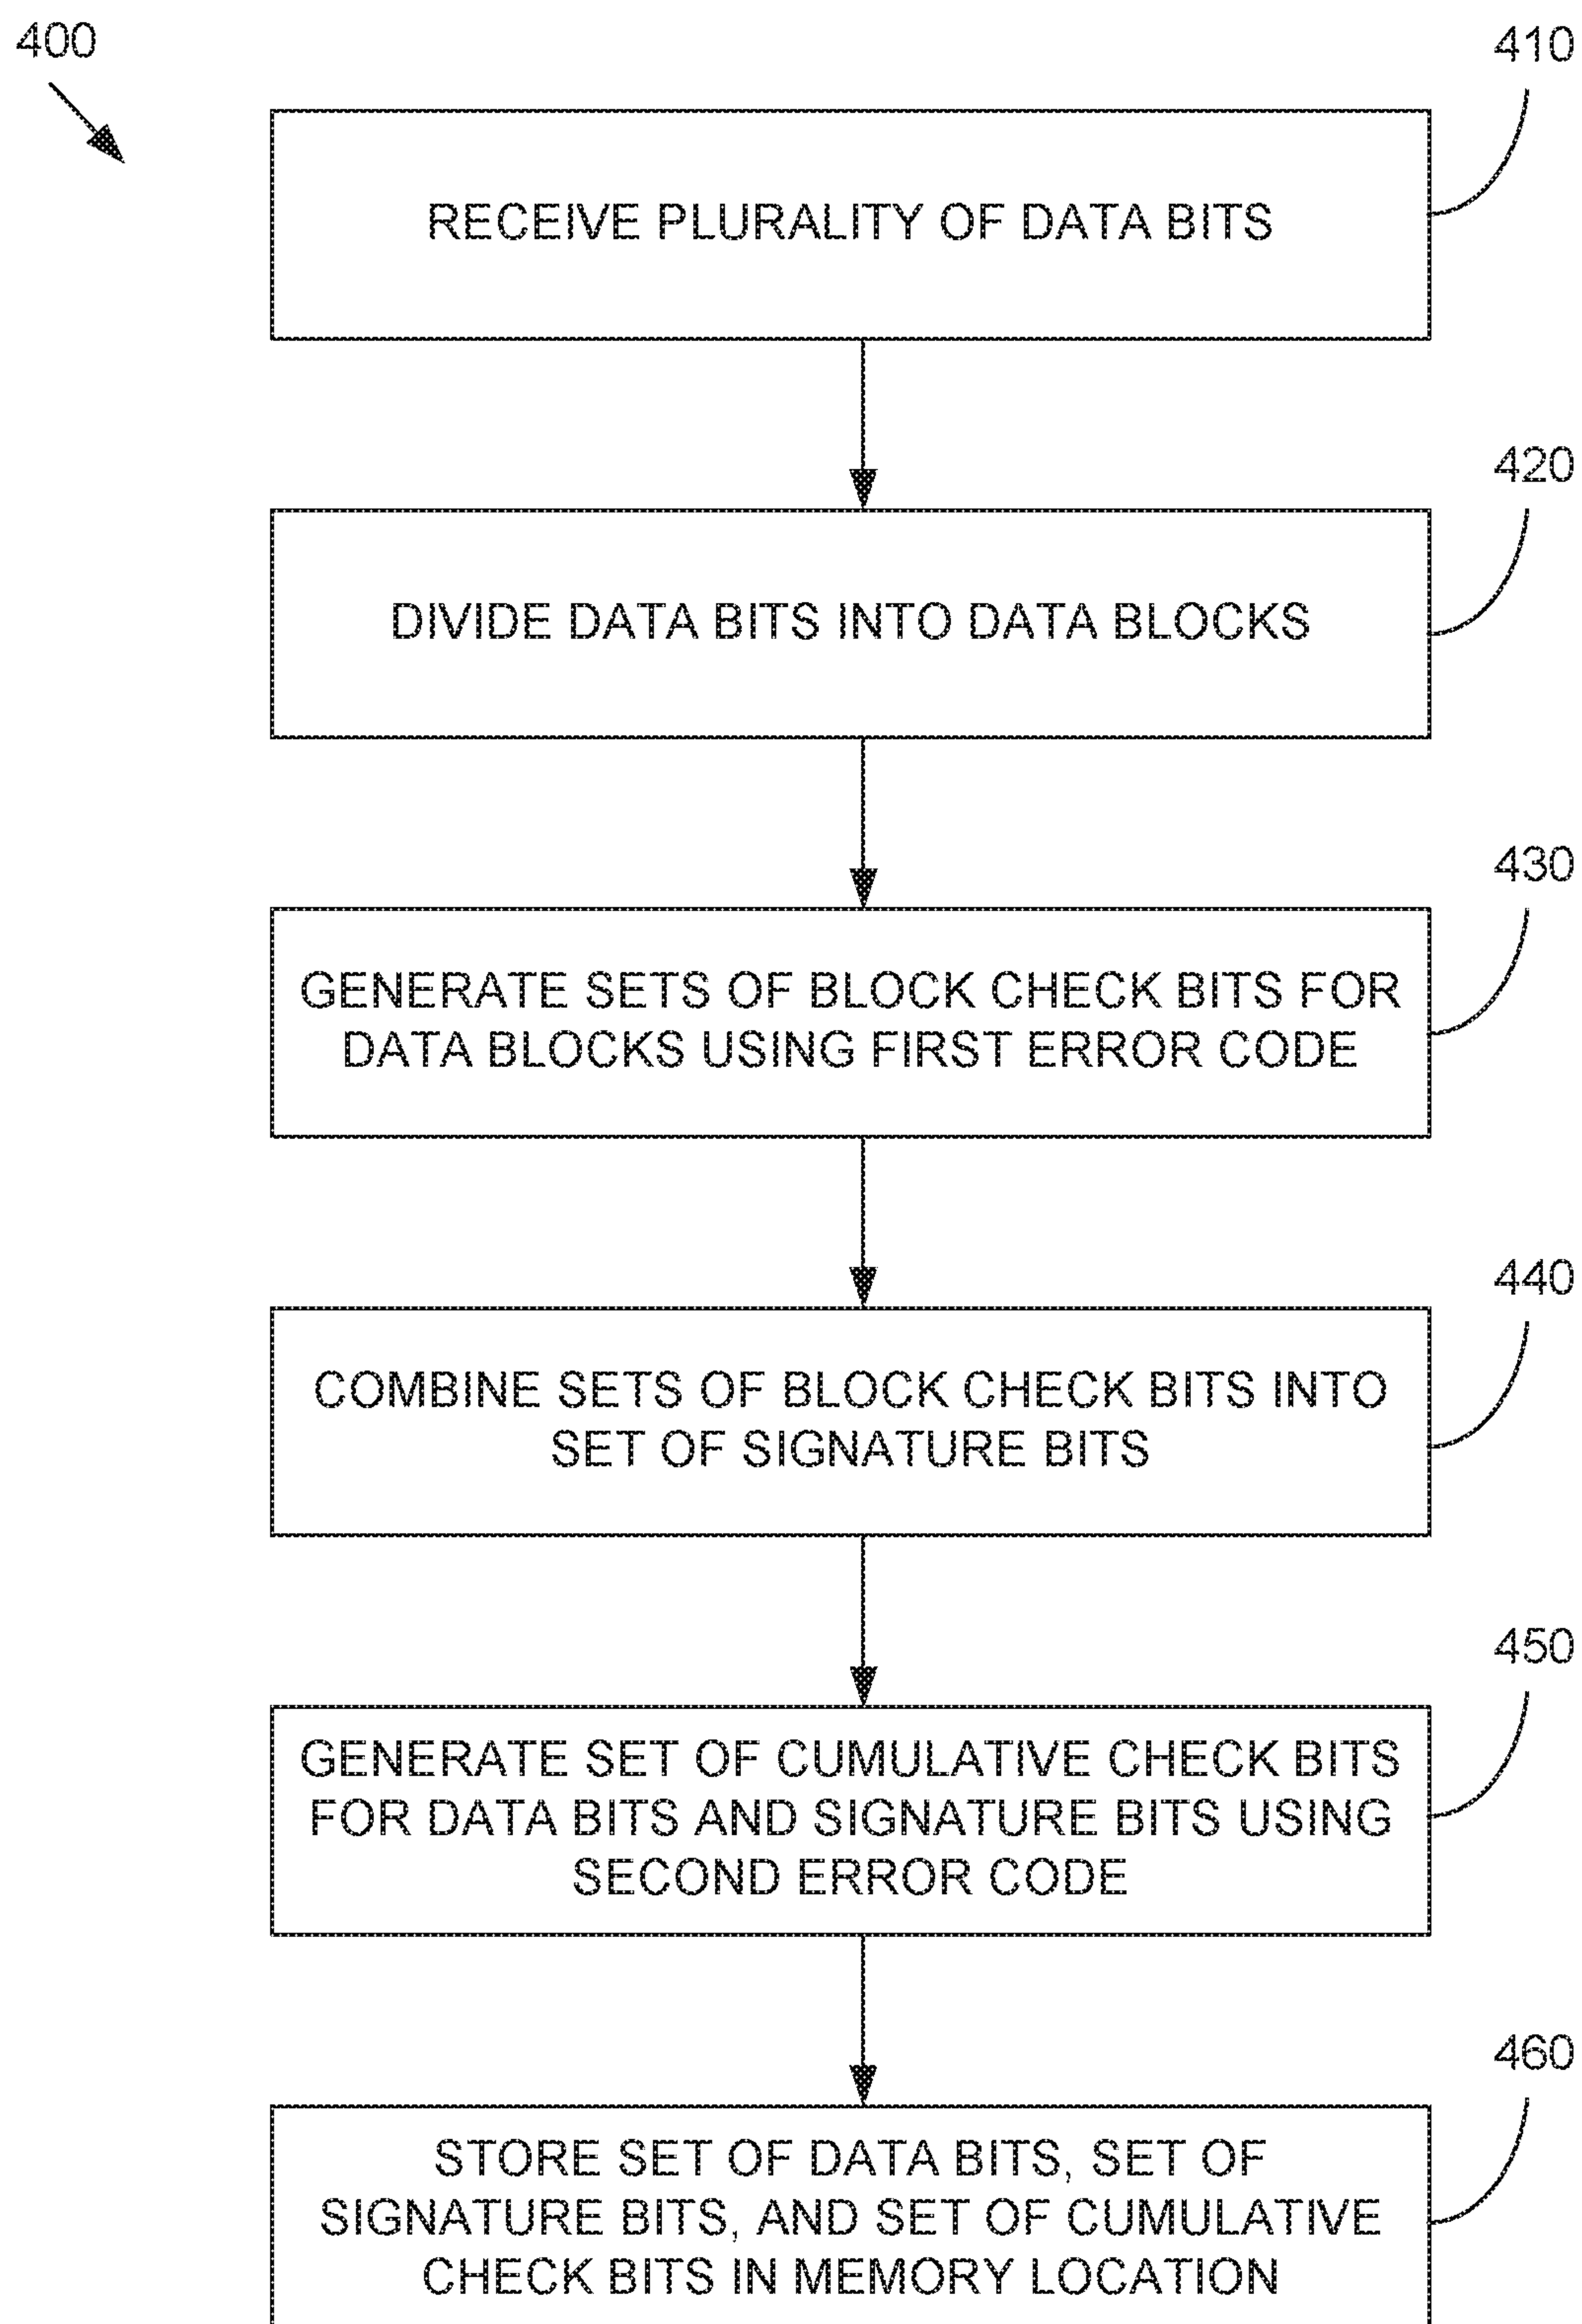 400
410
RECEIVE PLURALITY OF DATA BITS
420
DIVIDE DATA BITS INTO DATA BLOCKS
430
GENERATE SETS OF BLOCK CHECK BITS FOR
DATA BLOCKS USING FIRST ERROR CODE
440
COMBINE SETS OF BLOCK CHECK BITS INTO
SET OF SIGNATURE BITS
450
GENERATE SET OF CUMULATIVE CHECK BITS
FOR DATA BITS AND SIGNATURE BITS USING
SECOND ERROR CODE
460
STORE SET OF DATA BITS, SET OF
SIGNATURE BITS, AND SET OF CUMULATIVE
CHECK BITS IN MEMORY LOCATION